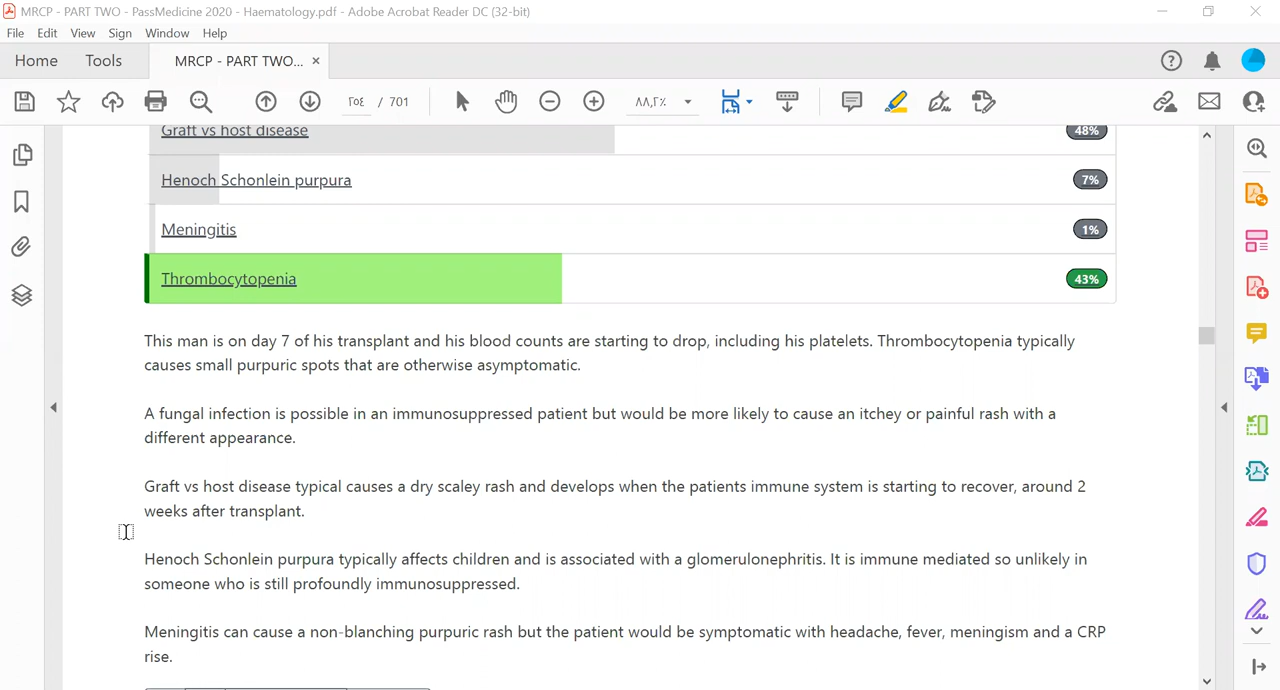 MRCP - PART TWO - PassMedicine 2020 - Haematology.pdf - Adobe Acrobat Reader DC (32-bit)
File Edit View Sign Window Help
Home Tools MRCP - PART TWO... ×
٢٥٤ / 701 ٨٨,٢٪
Graft vs host disease 48%
Henoch Schonlein purpura 7%
Meningitis 1%
Thrombocytopenia 43%
This man is on day 7 of his transplant and his blood counts are starting to drop, including his platelets. Thrombocytopenia typically
causes small purpuric spots that are otherwise asymptomatic.
A fungal infection is possible in an immunosuppressed patient but would be more likely to cause an itchey or painful rash with a
different appearance.
Graft vs host disease typical causes a dry scaley rash and develops when the patients immune system is starting to recover, around 2
weeks after transplant.
Henoch Schonlein purpura typically affects children and is associated with a glomerulonephritis. It is immune mediated so unlikely in
someone who is still profoundly immunosuppressed.
Meningitis can cause a non-blanching purpuric rash but the patient would be symptomatic with headache, fever, meningism and a CRP
rise.